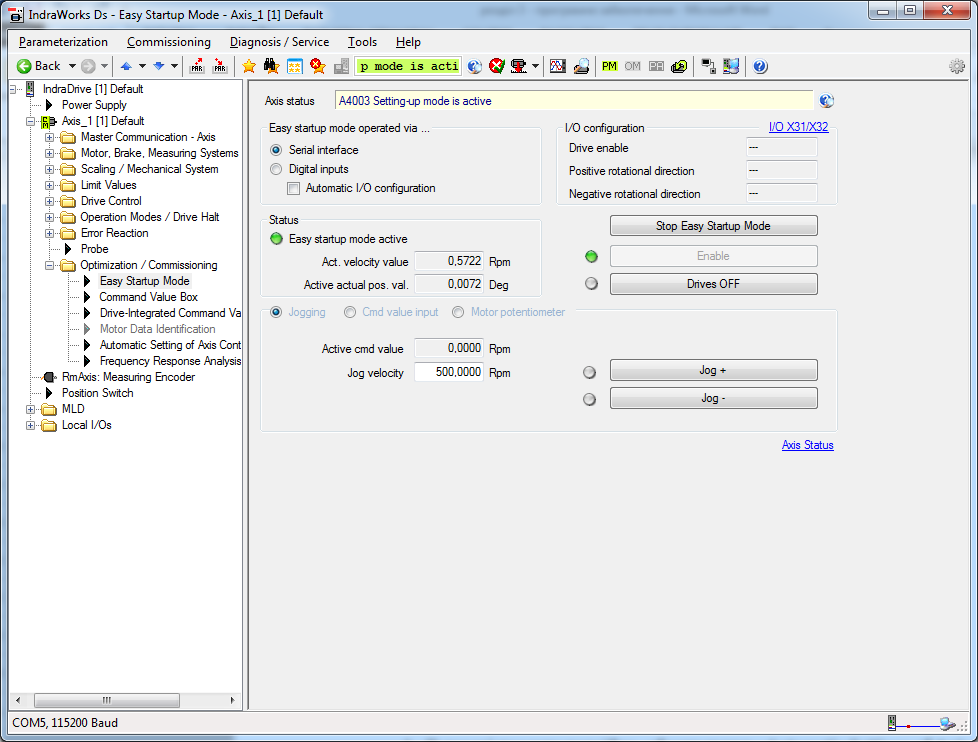 IndraWorks Ds - Easy Startup Mode - Axis_1 [1] Default
Parameterization Commissioning Diagnosis / Service Tools Help
Back PAR PAR p mode is acti PM OM
IndraDrive [1] Default
Power Supply
Axis_1 [1] Default
Master Communication - Axis
Motor, Brake, Measuring Systems
Scaling / Mechanical System
Limit Values
Drive Control
Operation Modes / Drive Halt
Error Reaction
Probe
Optimization / Commissioning
Easy Startup Mode
Command Value Box
Drive-Integrated Command Va
Motor Data Identification
Automatic Setting of Axis Cont
Frequency Response Analysis
RmAxis: Measuring Encoder
Position Switch
MLD
Local I/Os
Axis status A4003 Setting-up mode is active
Easy startup mode operated via ...
Serial interface
Digital inputs
Automatic I/O configuration
I/O configuration I/O X31/X32
Drive enable ---
Positive rotational direction ---
Negative rotational direction ---
Status
Easy startup mode active
Act. velocity value 0,5722 Rpm
Active actual pos. val. 0,0072 Deg
Stop Easy Startup Mode
Enable
Drives OFF
Jogging Cmd value input Motor potentiometer
Active cmd value 0,0000 Rpm
Jog velocity 500,0000 Rpm
Jog +
Jog -
Axis Status
COM5, 115200 Baud